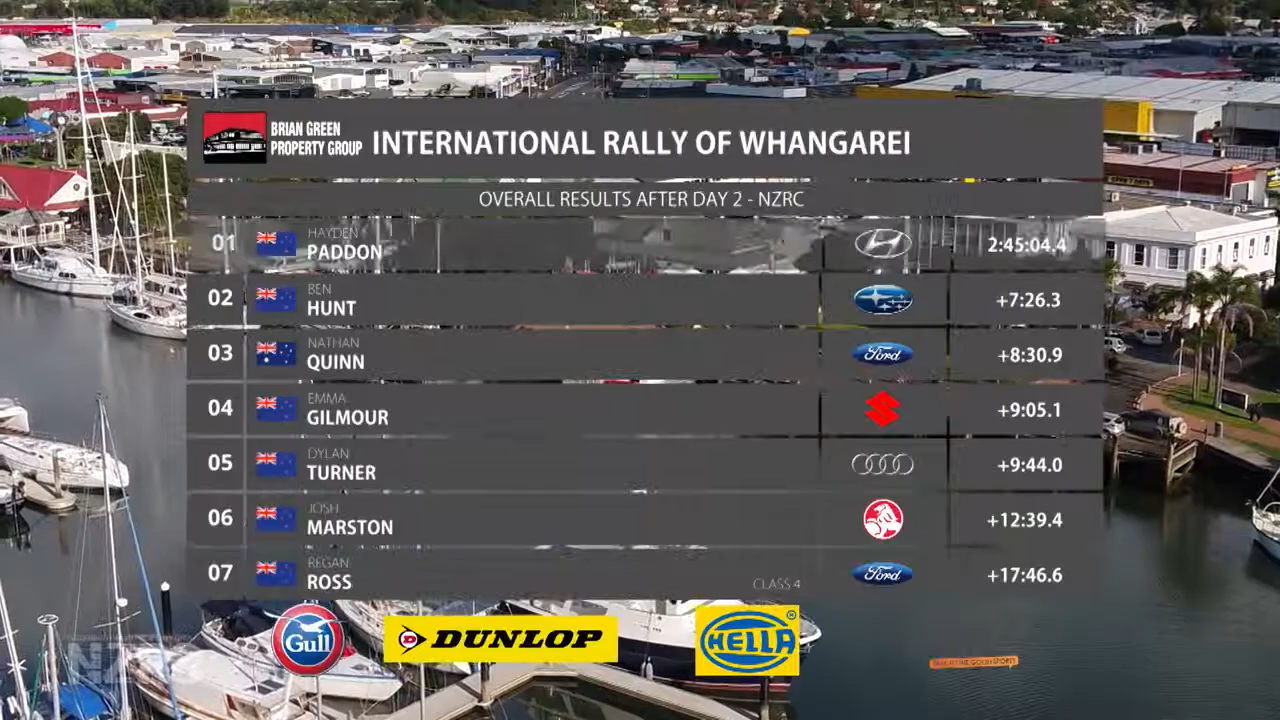 BRIAN GREEN
PROPERTY GROUP
INTERNATIONAL RALLY OF WHANGAREI
OVERALL RESULTS AFTER DAY 2 - NZRC
01 HAYDEN PADDON 2:45:04.4
02 BEN HUNT +7:26.3
03 NATHAN QUINN Ford +8:30.9
04 EMMA GILMOUR +9:05.1
05 DYLAN TURNER +9:44.0
06 JOSH MARSTON +12:39.4
07 REGAN ROSS CLASS 4 Ford +17:46.6
Gull
D DUNLOP
HELLA®